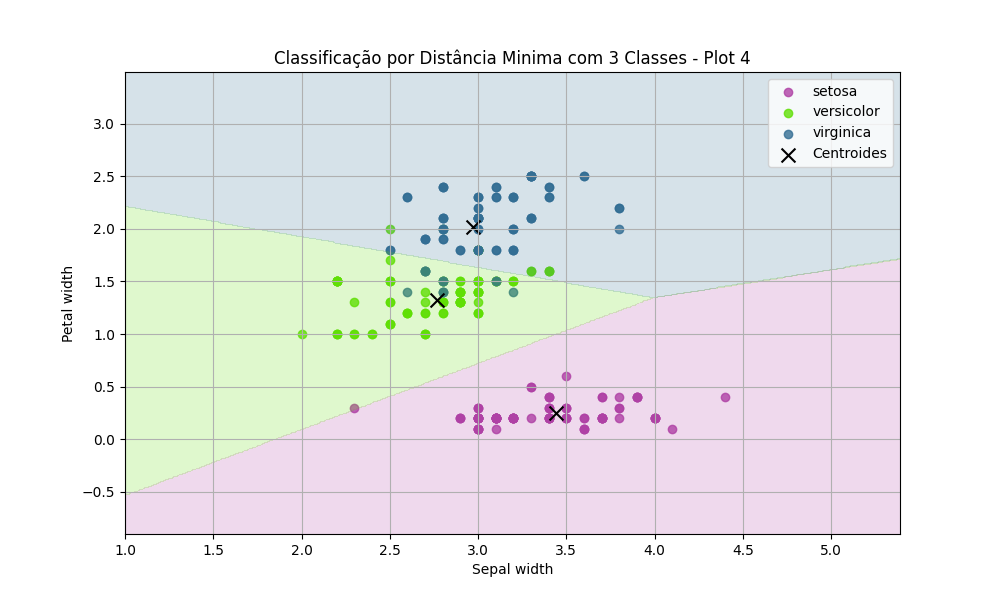 Classificação por Distância Minima com 3 Classes - Plot 4
setosa
versicolor
virginica
Centroides
3.0
2.5
2.0
1.5
1.0
0.5
0.0
−0.5
Petal width
1.0 1.5 2.0 2.5 3.0 3.5 4.0 4.5 5.0
Sepal width